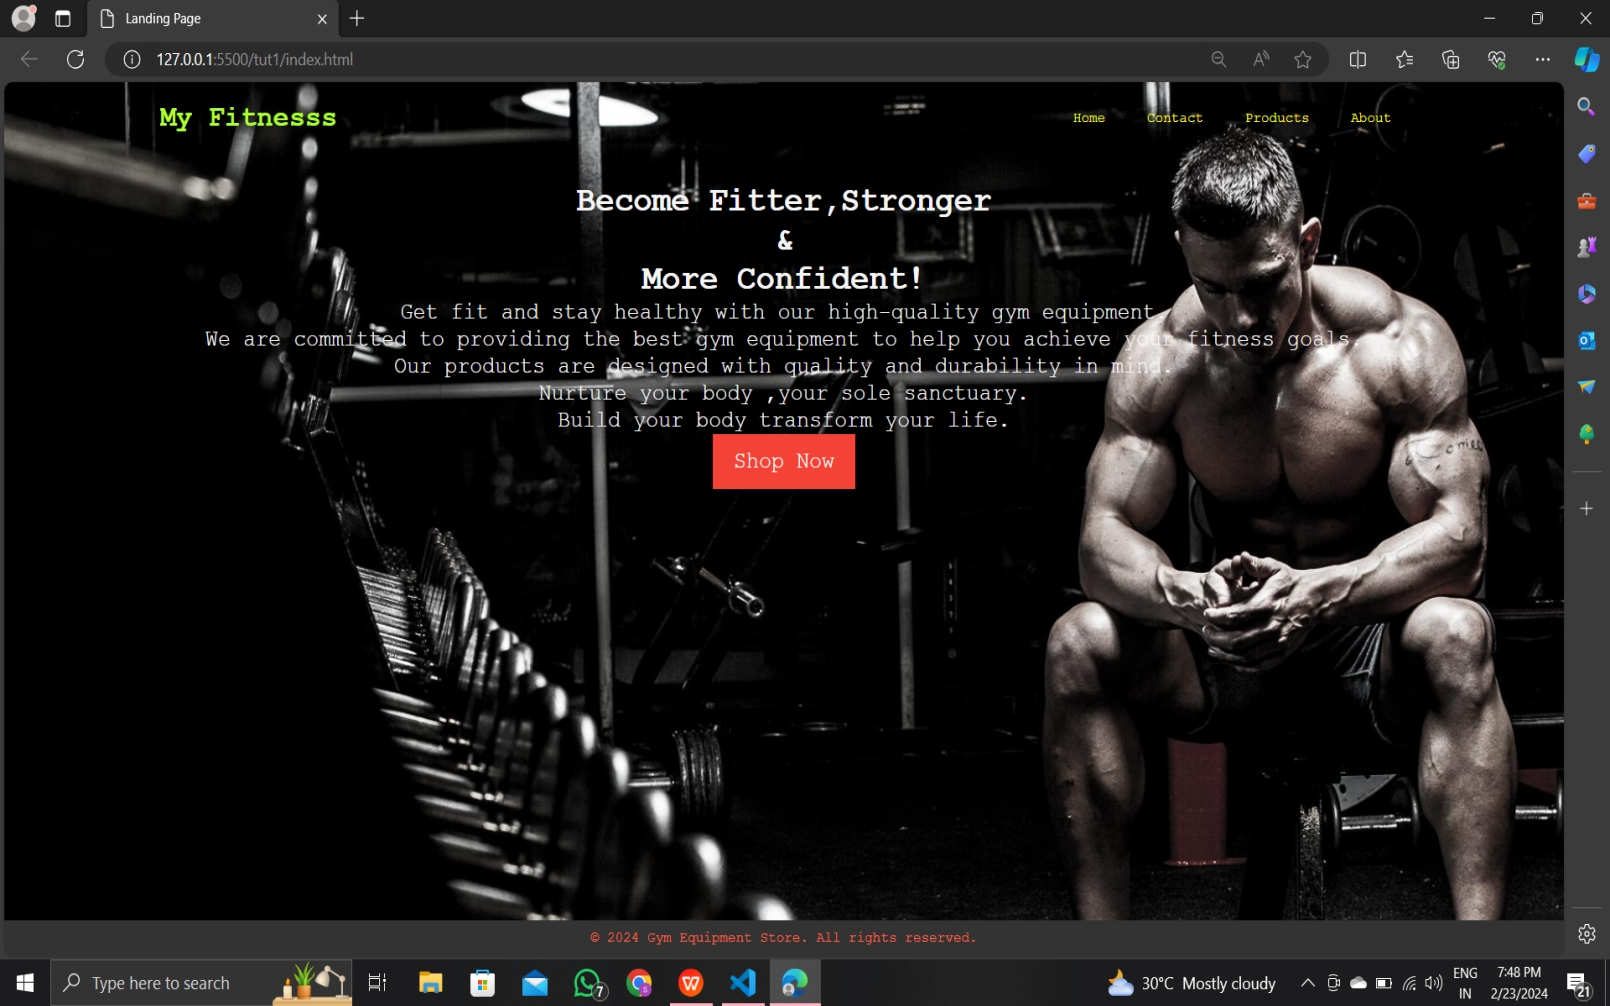 Landing Page
127.0.0.1:5500/tut1/index.html
My Fitnesss
Home Contact Products About
Become Fitter,Stronger
&
More Confident!
Get fit and stay healthy with our high-quality gym equipment.
We are committed to providing the best gym equipment to help you achieve your fitness goals.
Our products are designed with quality and durability in mind.
Nurture your body ,your sole sanctuary.
Build your body transform your life.
Shop Now
© 2024 Gym Equipment Store. All rights reserved.
Type here to search
7
30°C Mostly cloudy
ENG
IN
7:48 PM
2/23/2024
21